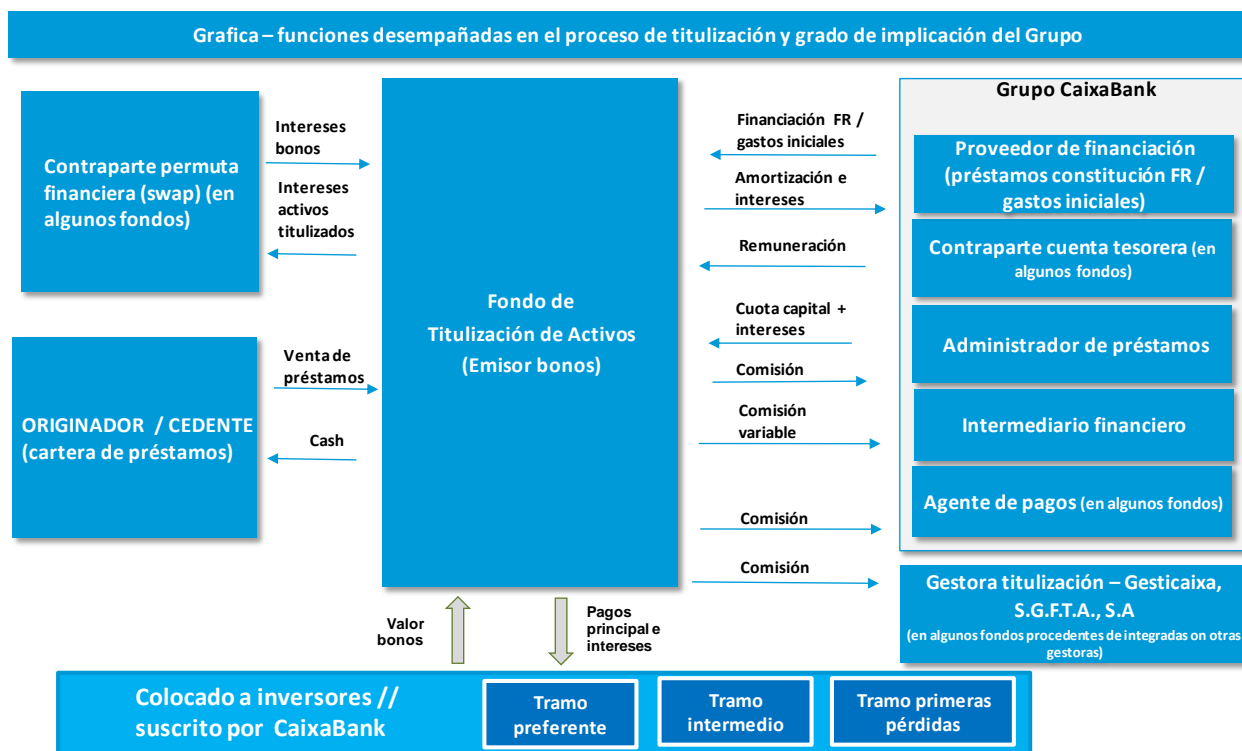 Grafica – funciones desempañadas en el proceso de titulización y grado de implicación del Grupo
Contraparte permuta
financiera (swap) (en
algunos fondos)
Intereses
bonos
Intereses
activos
titulizados
ORIGINADOR / CEDENTE
(cartera de préstamos)
Venta de
préstamos
Cash
Fondo de
Titulización de Activos
(Emisor bonos)
Financiación FR /
gastos iniciales
Amortización e
intereses
Remuneración
Cuota capital +
intereses
Comisión
Comisión
variable
Comisión
Comisión
Grupo CaixaBank
Proveedor de financiación
(préstamos constitución FR /
gastos iniciales)
Contraparte cuenta tesorera (en
algunos fondos)
Administrador de préstamos
Intermediario financiero
Agente de pagos (en algunos fondos)
Gestora titulización – Gesticaixa,
S.G.F.T.A., S.A
(en algunos fondos procedentes de integradas on otras
gestoras)
Valor
bonos
Pagos
principal e
intereses
Colocado a inversores //
suscrito por CaixaBank
Tramo
preferente
Tramo
intermedio
Tramo primeras
pérdidas